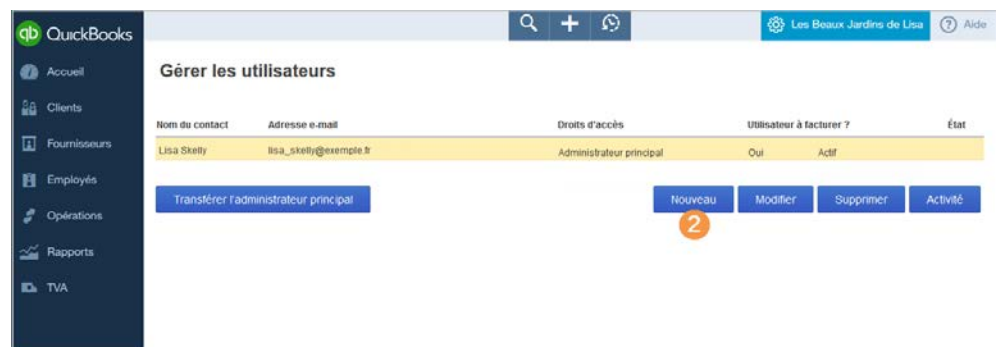 qb QuickBooks
Les Beaux Jardins de Lisa
? Aide
Accueil
Clients
Fournisseurs
Employés
Opérations
Rapports
TVA
Gérer les utilisateurs
Nom du contact Adresse e-mail Droits d'accès Utilisateur à facturer ? État
Lisa Skelly lisa_skelly@exemple.fr Administrateur principal Oui Actif
Transférer l'administrateur principal Nouveau Modifier Supprimer Activité
2